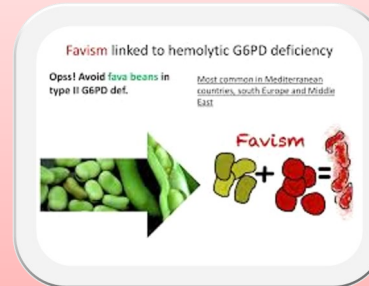 Favism linked to hemolytic G6PD deficiency
Opss! Avoid fava beans in
type II G6PD def.
Most common in Mediterranean
countries, south Europe and Middle
East
Favism
+ =